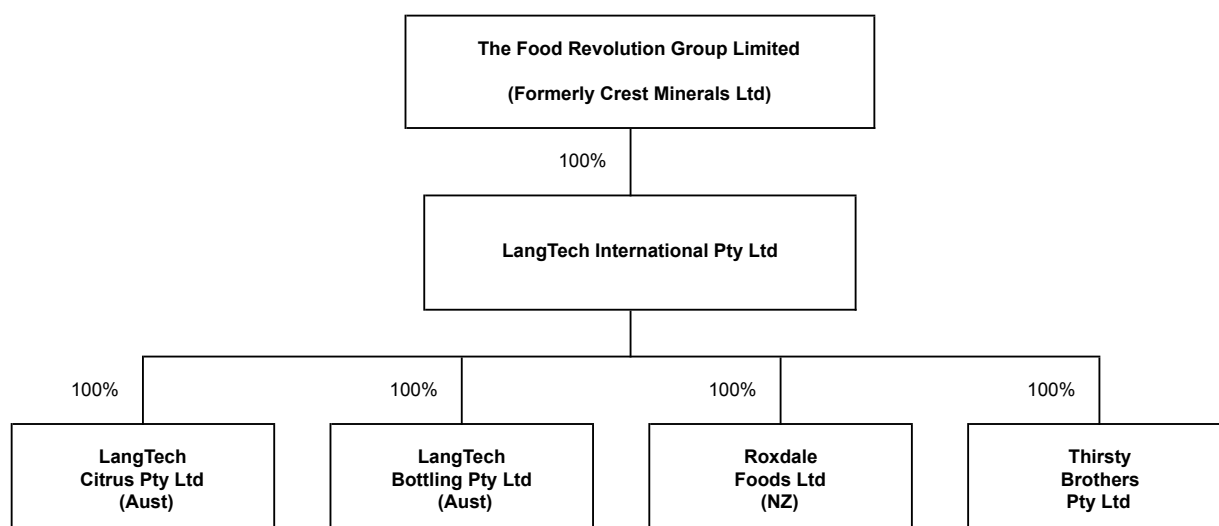 The Food Revolution Group Limited
(Formerly Crest Minerals Ltd)
100%
LangTech International Pty Ltd
100%
100%
100%
100%
LangTech
Citrus Pty Ltd
(Aust)
LangTech
Bottling Pty Ltd
(Aust)
Roxdale
Foods Ltd
(NZ)
Thirsty
Brothers
Pty Ltd